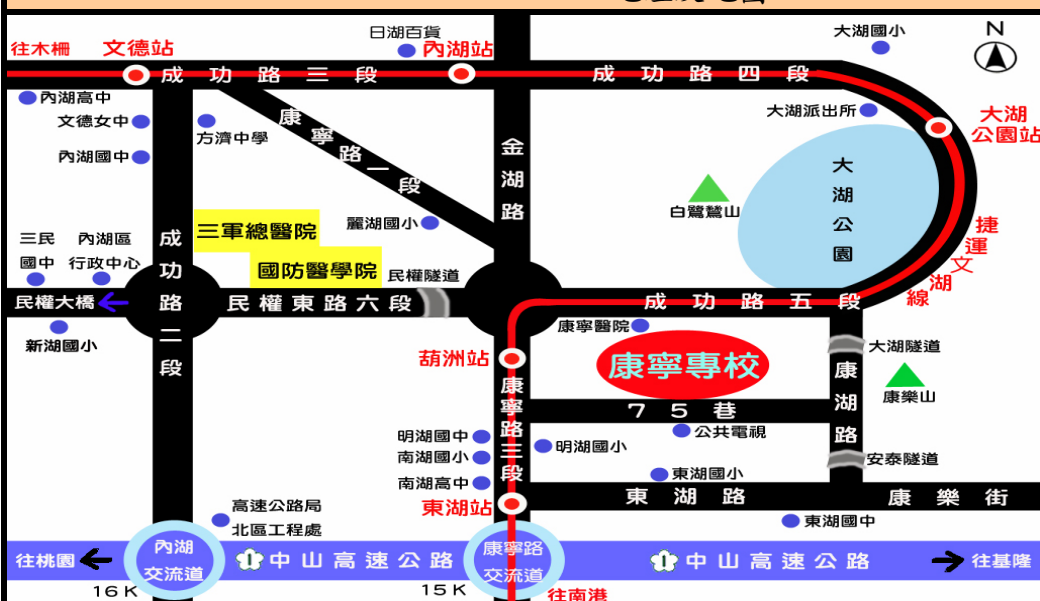 日湖百貨
大湖國小
N
往木柵
文德站
內湖站
成功路三段
成功路四段
內湖高中
文德女中
方濟中學
內湖國中
康寧路一段
金湖路
大湖派出所
大湖
公園站
大湖公園
白鷺鷥山
麗湖國小
三軍總醫院
國防醫學院
三民
國中
內湖區
行政中心
成功路二段
民權隧道
捷運文湖線
民權大橋
民權東路六段
成功路五段
新湖國小
康寧醫院
葫洲站
康寧專校
大湖隧道
康湖路
康樂山
康寧路三段
75巷
明湖國中
公共電視
明湖國小
南湖國小
安泰隧道
南湖高中
東湖國小
東湖站
東湖路
康樂街
高速公路局
北區工程處
東湖國中
往桃園
內湖
交流道
1
中山高速公路
康寧路
交流道
1
中山高速公路
往基隆
16K
15K
往南港